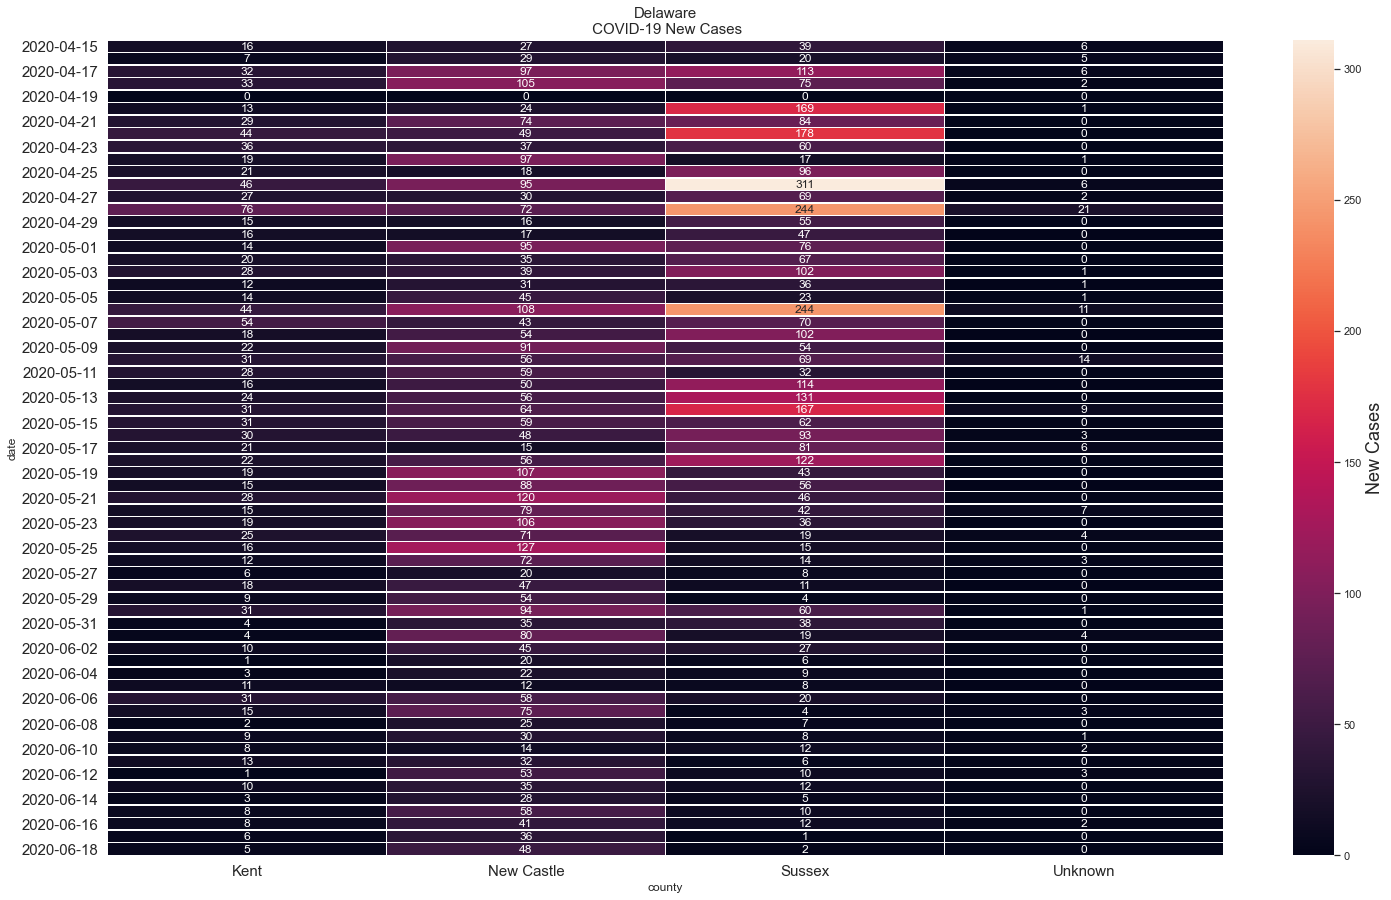 Delaware
COVID-19 New Cases
2020-04-15 16 27 39 6
7 29 20 5
2020-04-17 32 97 113 6
33 105 75 2
2020-04-19 0 0 0 0
13 24 169 1
2020-04-21 29 74 84 0
44 49 178 0
2020-04-23 36 37 60 0
19 97 17 1
2020-04-25 21 18 96 0
46 95 311 6
2020-04-27 27 30 69 2
76 72 244 21
2020-04-29 15 16 55 0
16 17 47 0
2020-05-01 14 95 76 0
20 35 67 0
2020-05-03 28 39 102 1
12 31 36 1
2020-05-05 14 45 23 1
44 108 244 11
2020-05-07 54 43 70 0
18 54 102 0
2020-05-09 22 91 54 0
31 56 69 14
2020-05-11 28 59 32 0
16 50 114 0
2020-05-13 24 56 131 0
31 64 167 9
2020-05-15 31 59 62 0
30 48 93 3
2020-05-17 21 15 81 6
22 56 122 0
2020-05-19 19 107 43 0
15 88 56 0
2020-05-21 28 120 46 0
15 79 42 7
2020-05-23 19 106 36 0
25 71 19 4
2020-05-25 16 127 15 0
12 72 14 3
2020-05-27 6 20 8 0
18 47 11 0
2020-05-29 9 54 4 0
31 94 60 1
2020-05-31 4 35 38 0
4 80 19 4
2020-06-02 10 45 27 0
1 20 6 0
2020-06-04 3 22 9 0
11 12 8 0
2020-06-06 31 58 20 0
15 75 4 3
2020-06-08 2 25 7 0
9 30 8 1
2020-06-10 8 14 12 2
13 32 6 0
2020-06-12 1 53 10 3
10 35 12 0
2020-06-14 3 28 5 0
8 58 10 0
2020-06-16 8 41 12 2
6 36 1 0
2020-06-18 5 48 2 0
Kent New Castle Sussex Unknown
county
date
300
250
200
150
100
50
0
New Cases